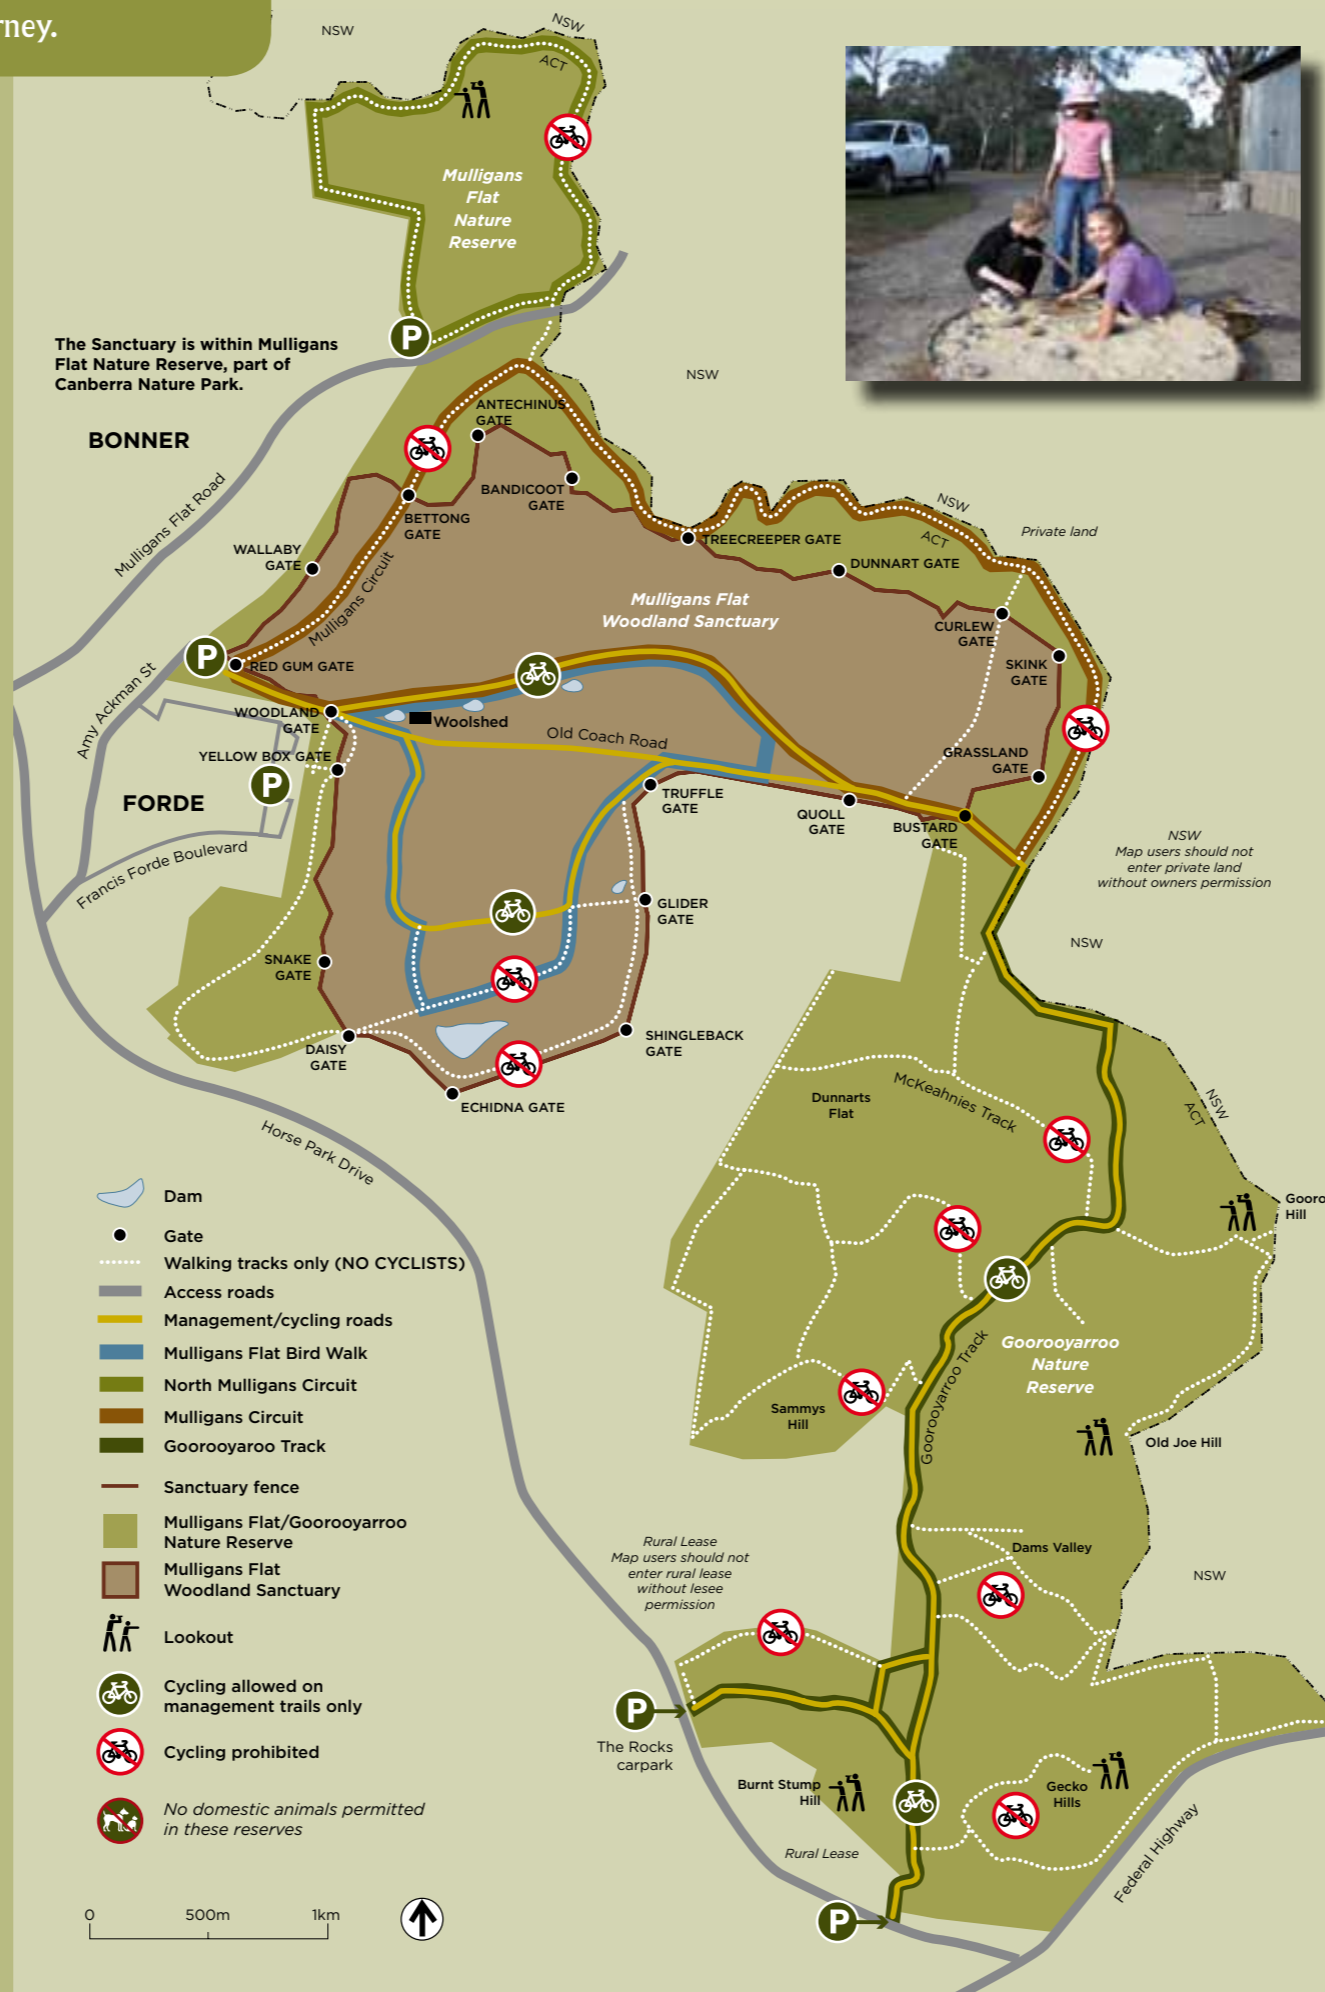 rney.
NSW
NSW
ACT
Mulligans
Flat
Nature
Reserve
P
The Sanctuary is within Mulligans
Flat Nature Reserve, part of
Canberra Nature Park.
NSW
BONNER
Mulligans Flat Road
ANTECHINUS
GATE
BANDICOOT
GATE
BETTONG
GATE
WALLABY
GATE
Mulligans Circuit
TREECREEPER GATE
NSW
ACT
Private land
DUNNART GATE
Mulligans Flat
Woodland Sanctuary
CURLEW
GATE
SKINK
GATE
P
RED GUM GATE
Amy Ackman St
WOODLAND
GATE
Woolshed
Old Coach Road
YELLOW BOX GATE
P
FORDE
GRASSLAND
GATE
TRUFFLE
GATE
QUOLL
GATE
BUSTARD
GATE
Francis Forde Boulevard
NSW
Map users should not
enter private land
without owners permission
GLIDER
GATE
NSW
SNAKE
GATE
DAISY
GATE
SHINGLEBACK
GATE
ECHIDNA GATE
Horse Park Drive
Dunnarts
Flat
McKeahnies Track
NSW
ACT
Gooro
Hill
Goorooyarroo
Nature
Reserve
Goorooyarroo Track
Sammys
Hill
Old Joe Hill
Dams Valley
NSW
Rural Lease
Map users should not
enter rural lease
without lesee
permission
P
The Rocks
carpark
Burnt Stump
Hill
Gecko
Hills
Rural Lease
Federal Highway
P
Dam
Gate
Walking tracks only (NO CYCLISTS)
Access roads
Management/cycling roads
Mulligans Flat Bird Walk
North Mulligans Circuit
Mulligans Circuit
Goorooyaroo Track
Sanctuary fence
Mulligans Flat/Goorooyarroo
Nature Reserve
Mulligans Flat
Woodland Sanctuary
Lookout
Cycling allowed on
management trails only
Cycling prohibited
No domestic animals permitted
in these reserves
0 500m 1km